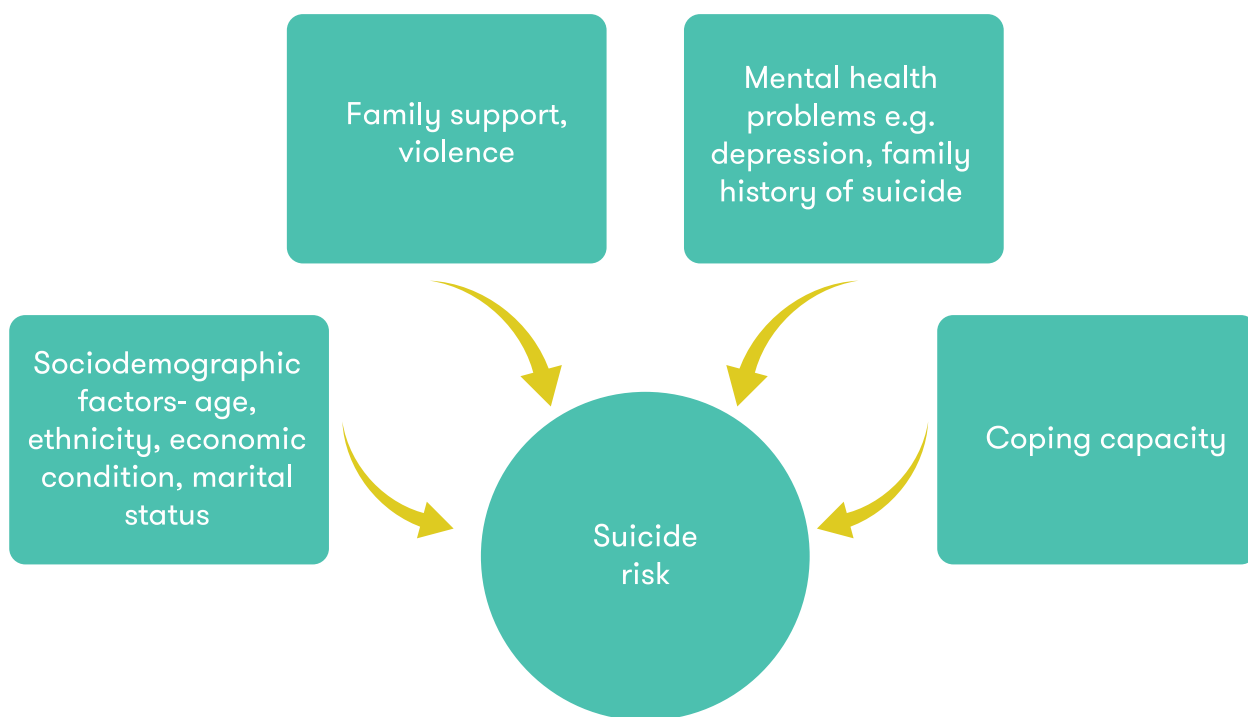 Family support,
violence
Mental health
problems e.g.
depression, family
history of suicide
Sociodemographic
factors- age,
ethnicity, economic
condition, marital
status
Coping capacity
Suicide
risk